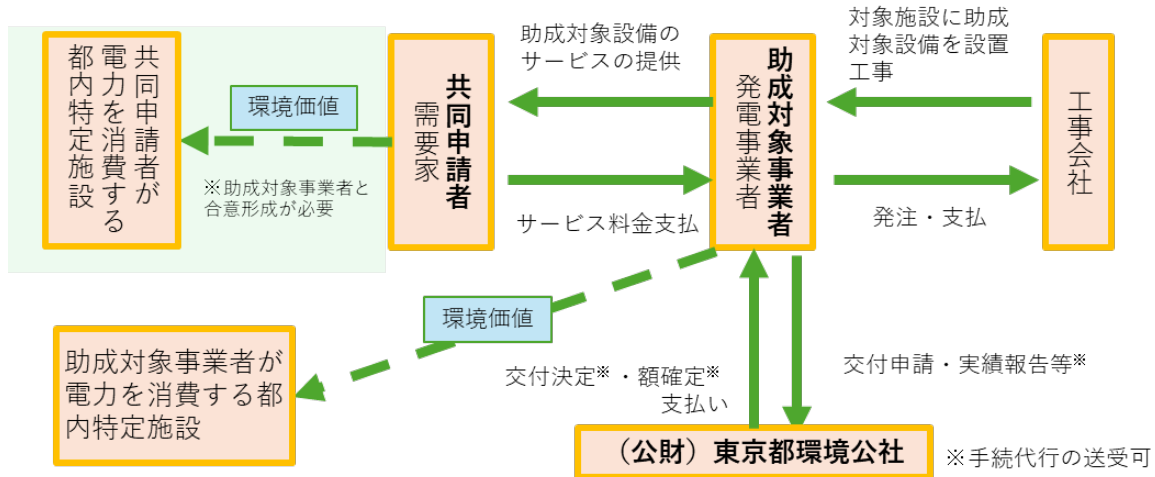 共同申請者が
電力を消費する
都内特定施設
環境価値
※助成対象事業者と
合意形成が必要
共同申請者
需要家
助成対象設備の
サービスの提供
サービス料金支払
助成対象事業者
発電事業者
対象施設に助成
対象設備を設置
工事
発注・支払
工事会社
環境価値
助成対象事業者が
電力を消費する都
内特定施設
交付決定※・額確定※
支払い
交付申請・実績報告等※
（公財）東京都環境公社
※手続代行の送受可